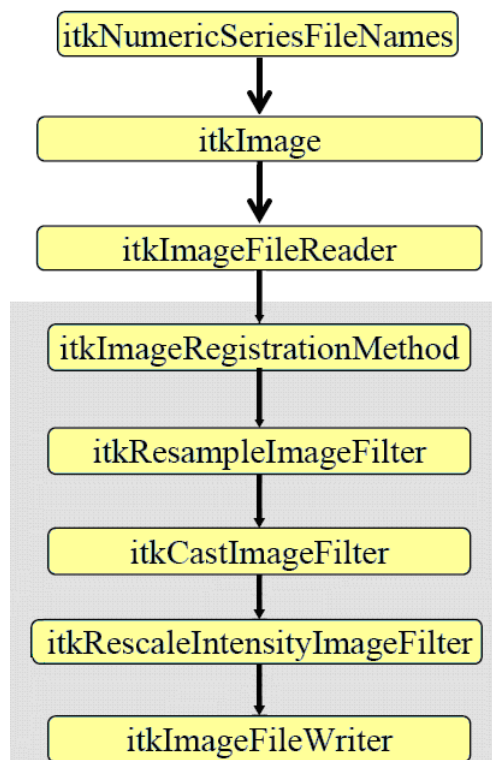 itkNumericSeriesFileNames
itkImage
itkImageFileReader
itkImageRegistrationMethod
itkResampleImageFilter
itkCastImageFilter
itkRescaleIntensityImageFilter
itkImageFileWriter